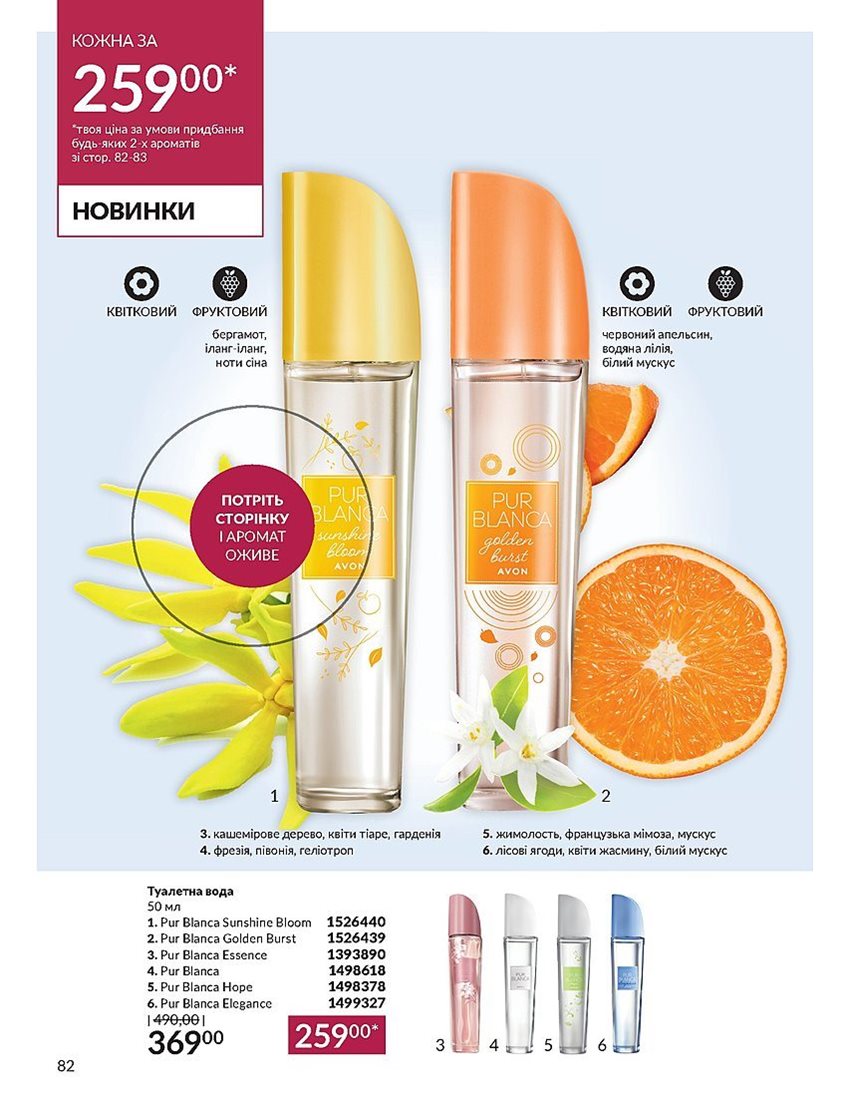 КОЖНА ЗА
259⁰⁰*
*твоя ціна за умови придбання
будь-яких 2-х ароматів
зі стор. 82-83
НОВИНКИ
КВІТКОВИЙ ФРУКТОВИЙ
бергамот,
іланг-іланг,
ноти сіна
КВІТКОВИЙ ФРУКТОВИЙ
червоний апельсин,
водяна лілія,
білий мускус
ПОТРІТЬ
СТОРІНКУ
І АРОМАТ
ОЖИВЕ
PUR
BLANCA
sunshine
bloom
AVON
PUR
BLANCA
golden
burst
AVON
1
2
3. кашемірове дерево, квіти тіаре, гарденія
4. фрезія, півонія, геліотроп
5. жимолость, французька мімоза, мускус
6. лісові ягоди, квіти жасмину, білий мускус
Туалетна вода
50 мл
1. Pur Blanca Sunshine Bloom 1526440
2. Pur Blanca Golden Burst 1526439
3. Pur Blanca Essence 1393890
4. Pur Blanca 1498618
5. Pur Blanca Hope 1498378
6. Pur Blanca Elegance 1499327
| 490,00 |
369⁰⁰
259⁰⁰*
3
4
5
6
PUR
BLANCA
PUR
BLANCA
PUR
BLANCA
82